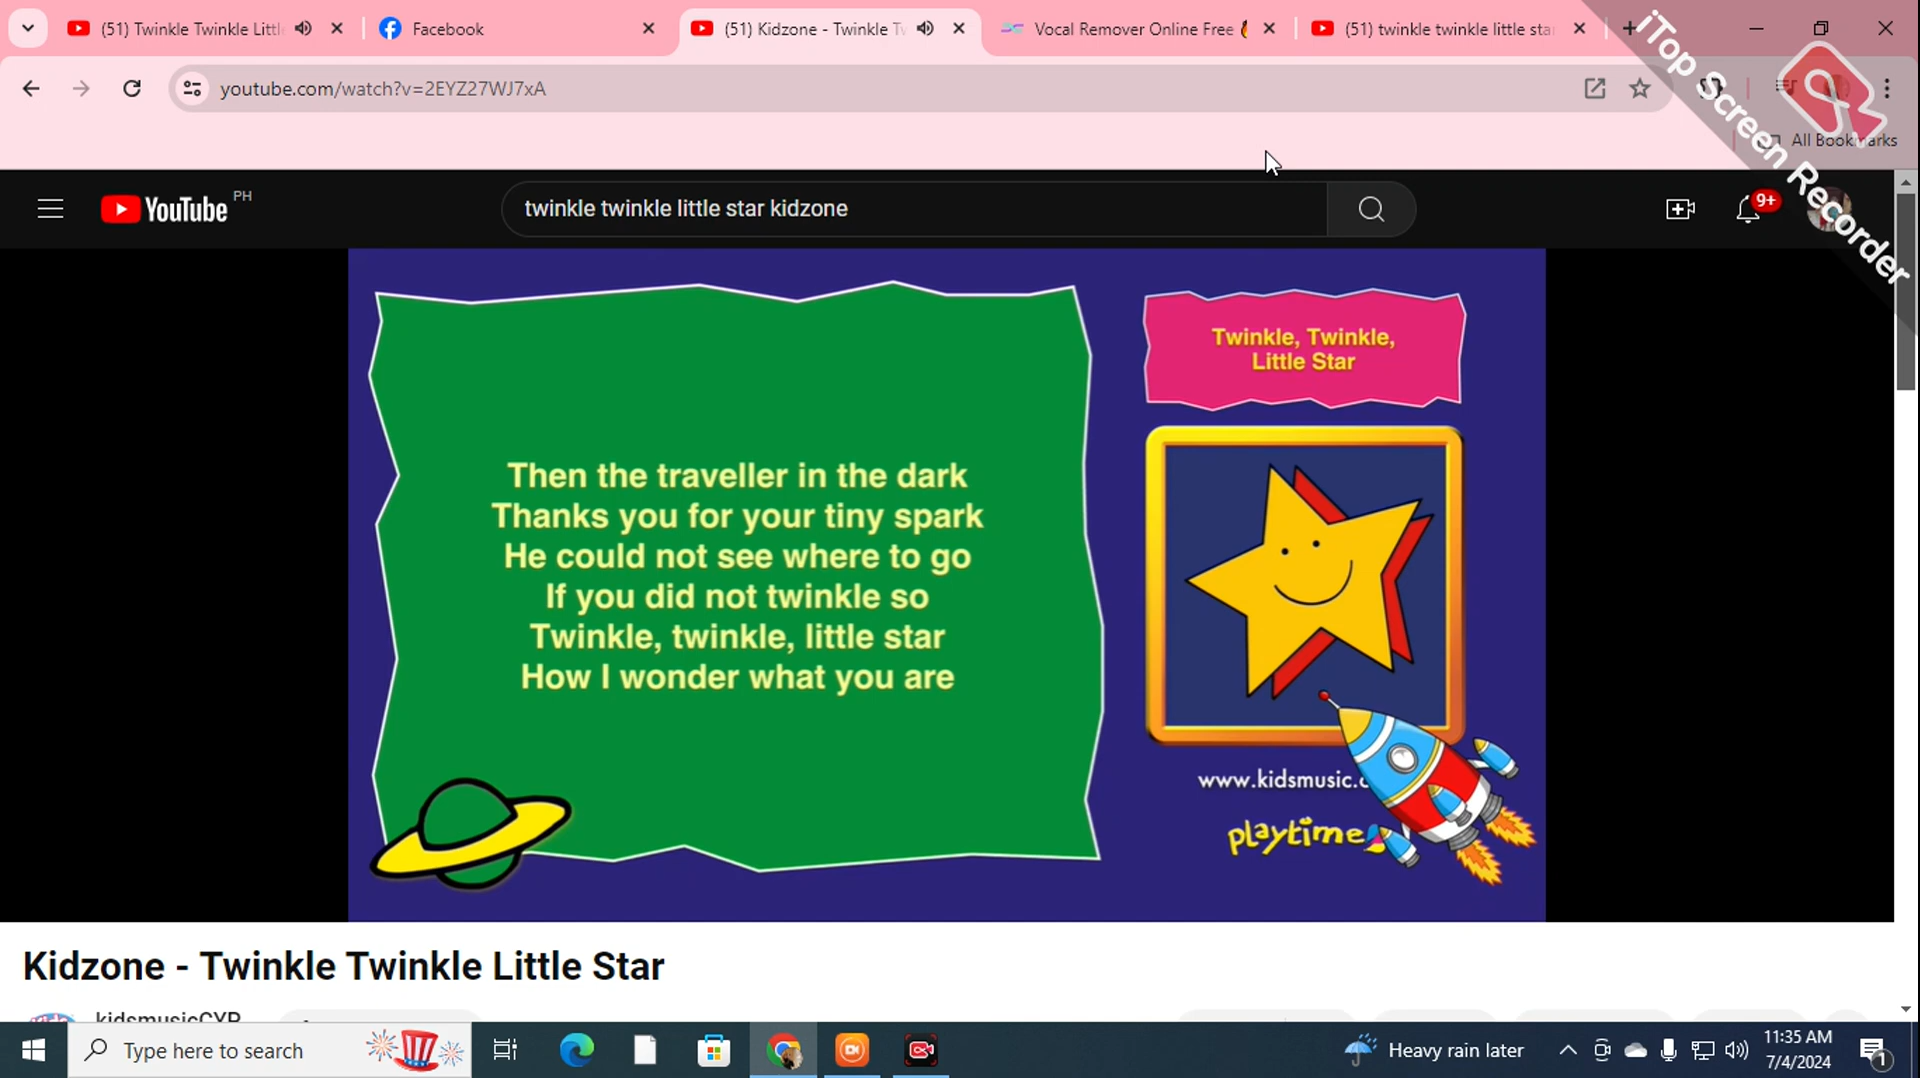 (51) Twinkle Twinkle Littl
Facebook
(51) Kidzone - Twinkle T
Vocal Remover Online Free
(51) twinkle twinkle little sta
iTop Screen Recorder
youtube.com/watch?v=2EYZ27WJ7xA
All Bookmarks
YouTube PH
twinkle twinkle little star kidzone
9+
Twinkle, Twinkle,
Little Star
Then the traveller in the dark
Thanks you for your tiny spark
He could not see where to go
If you did not twinkle so
Twinkle, twinkle, little star
How I wonder what you are
www.kidsmusic.c
playtime
Kidzone - Twinkle Twinkle Little Star
kidsmusicCYP
Type here to search
Heavy rain later
11:35 AM
7/4/2024
1